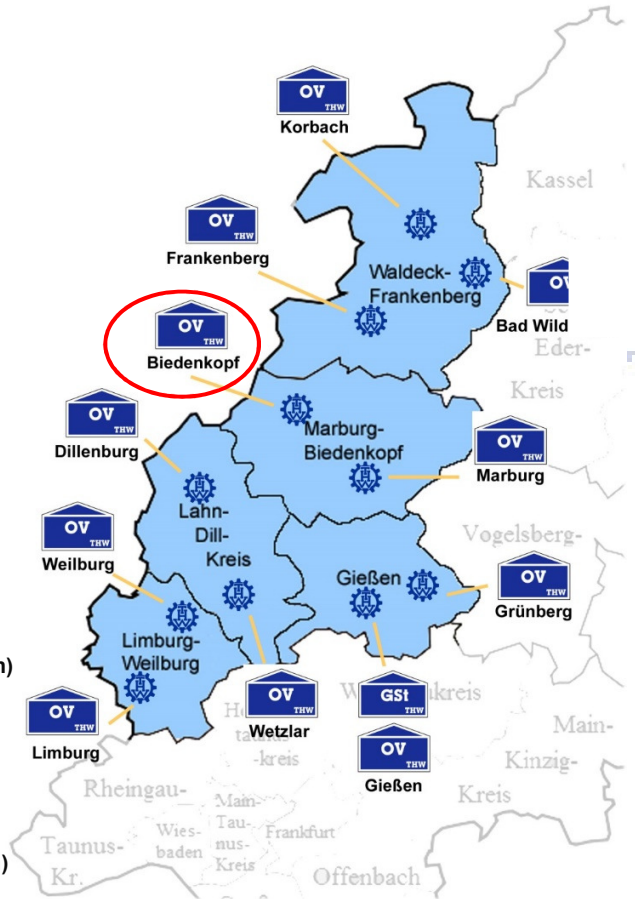 OV
THW
Korbach
Kassel
OV
THW
Frankenberg
Waldeck-
Frankenberg
OV
Bad Wild
OV
THW
Biedenkopf
Eder-
Kreis
OV
THW
Dillenburg
Marburg-
Biedenkopf
OV
THW
Marburg
Lahn-
Dill-
Kreis
OV
THW
Weilburg
Vogelsberg-
Gießen
OV
THW
Grünberg
Limburg-
Weilburg
OV
THW
Limburg
OV
THW
Wetzlar
GSt
THW
OV
THW
Gießen
kreis
-kreis
Main-
Kinzig-
Kreis
Rheingau-
Taunus-
Kr.
Wies-
baden
Main-
Tau-
nus-
Kreis
Frankfurt
Offenbach